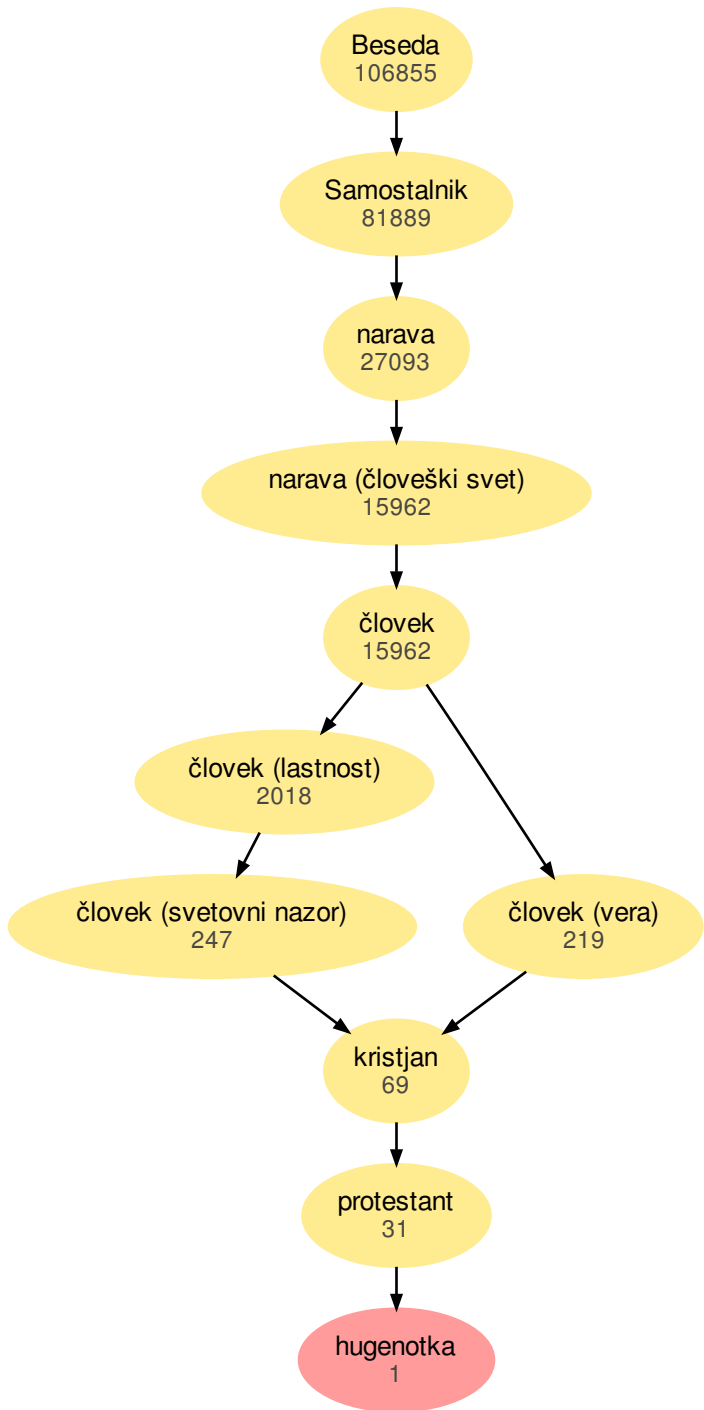 Beseda
106855
Samostalnik
81889
narava
27093
narava (človeški svet)
15962
človek
15962
človek (lastnost)
2018
človek (svetovni nazor)
247
človek (vera)
219
kristjan
69
protestant
31
hugenotka
1